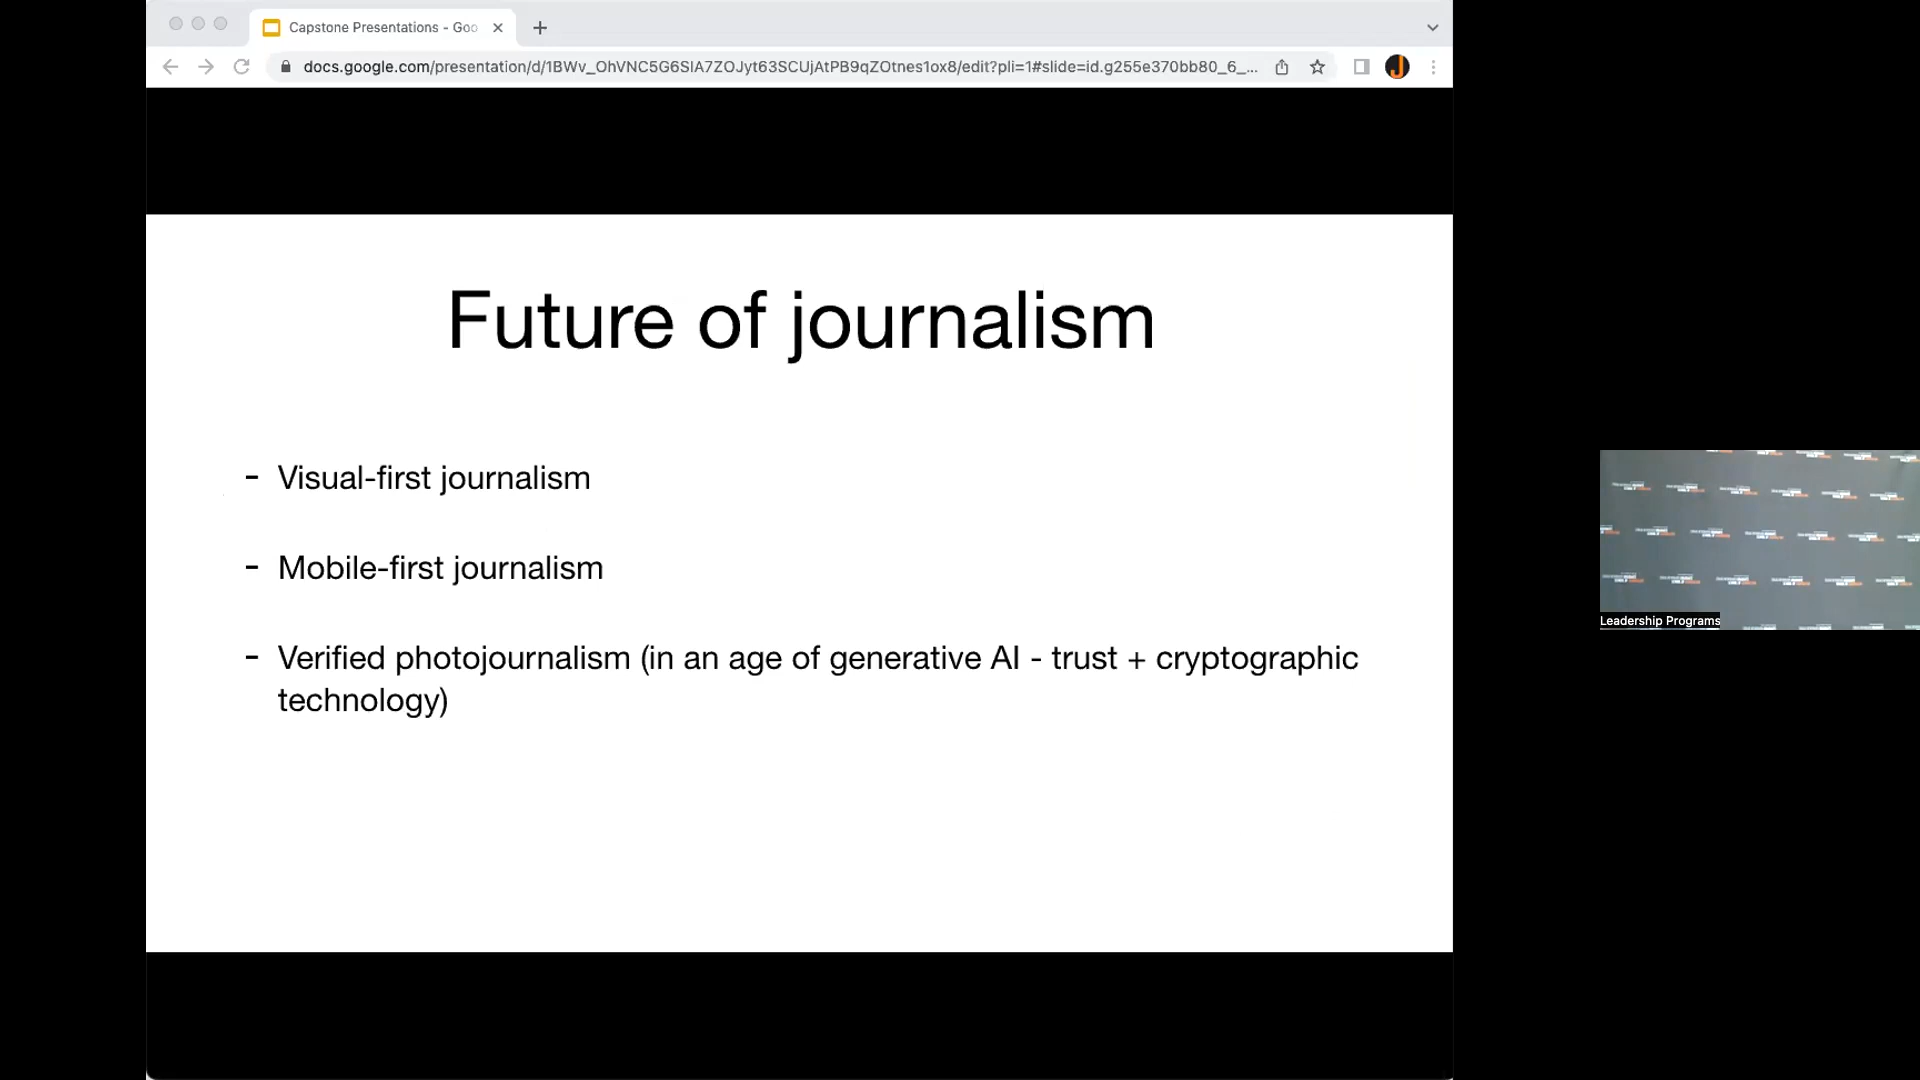 Capstone Presentations - Goo
docs.google.com/presentation/d/1BWv_OhVNC5G6SIA7ZOJyt63SCUjAtPB9qZOtnes1ox8/edit?pli=1#slide=id.g255e370bb80_6_...
Future of journalism
- Visual-first journalism
- Mobile-first journalism
- Verified photojournalism (in an age of generative AI - trust + cryptographic
technology)
Leadership Programs